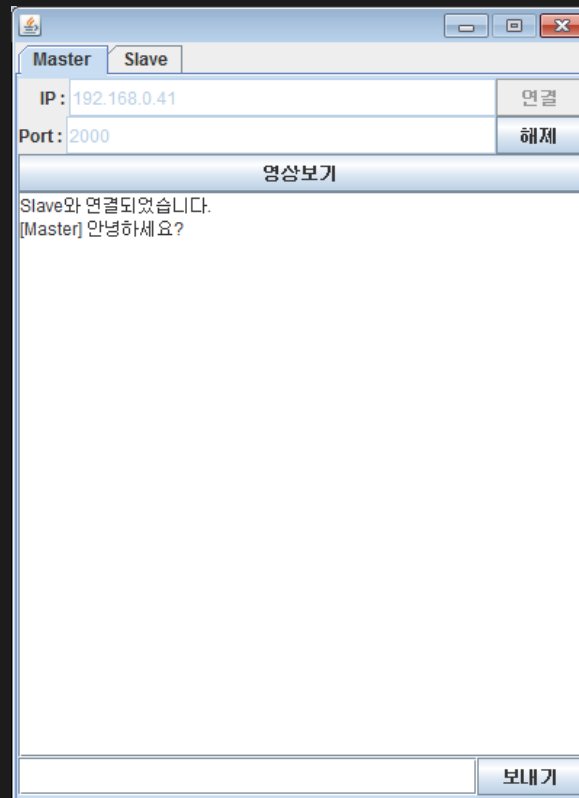 Master Slave
IP : 192.168.0.41 연결
Port : 2000 해제
영상보기
Slave와 연결되었습니다.
[Master] 안녕하세요?
보내기